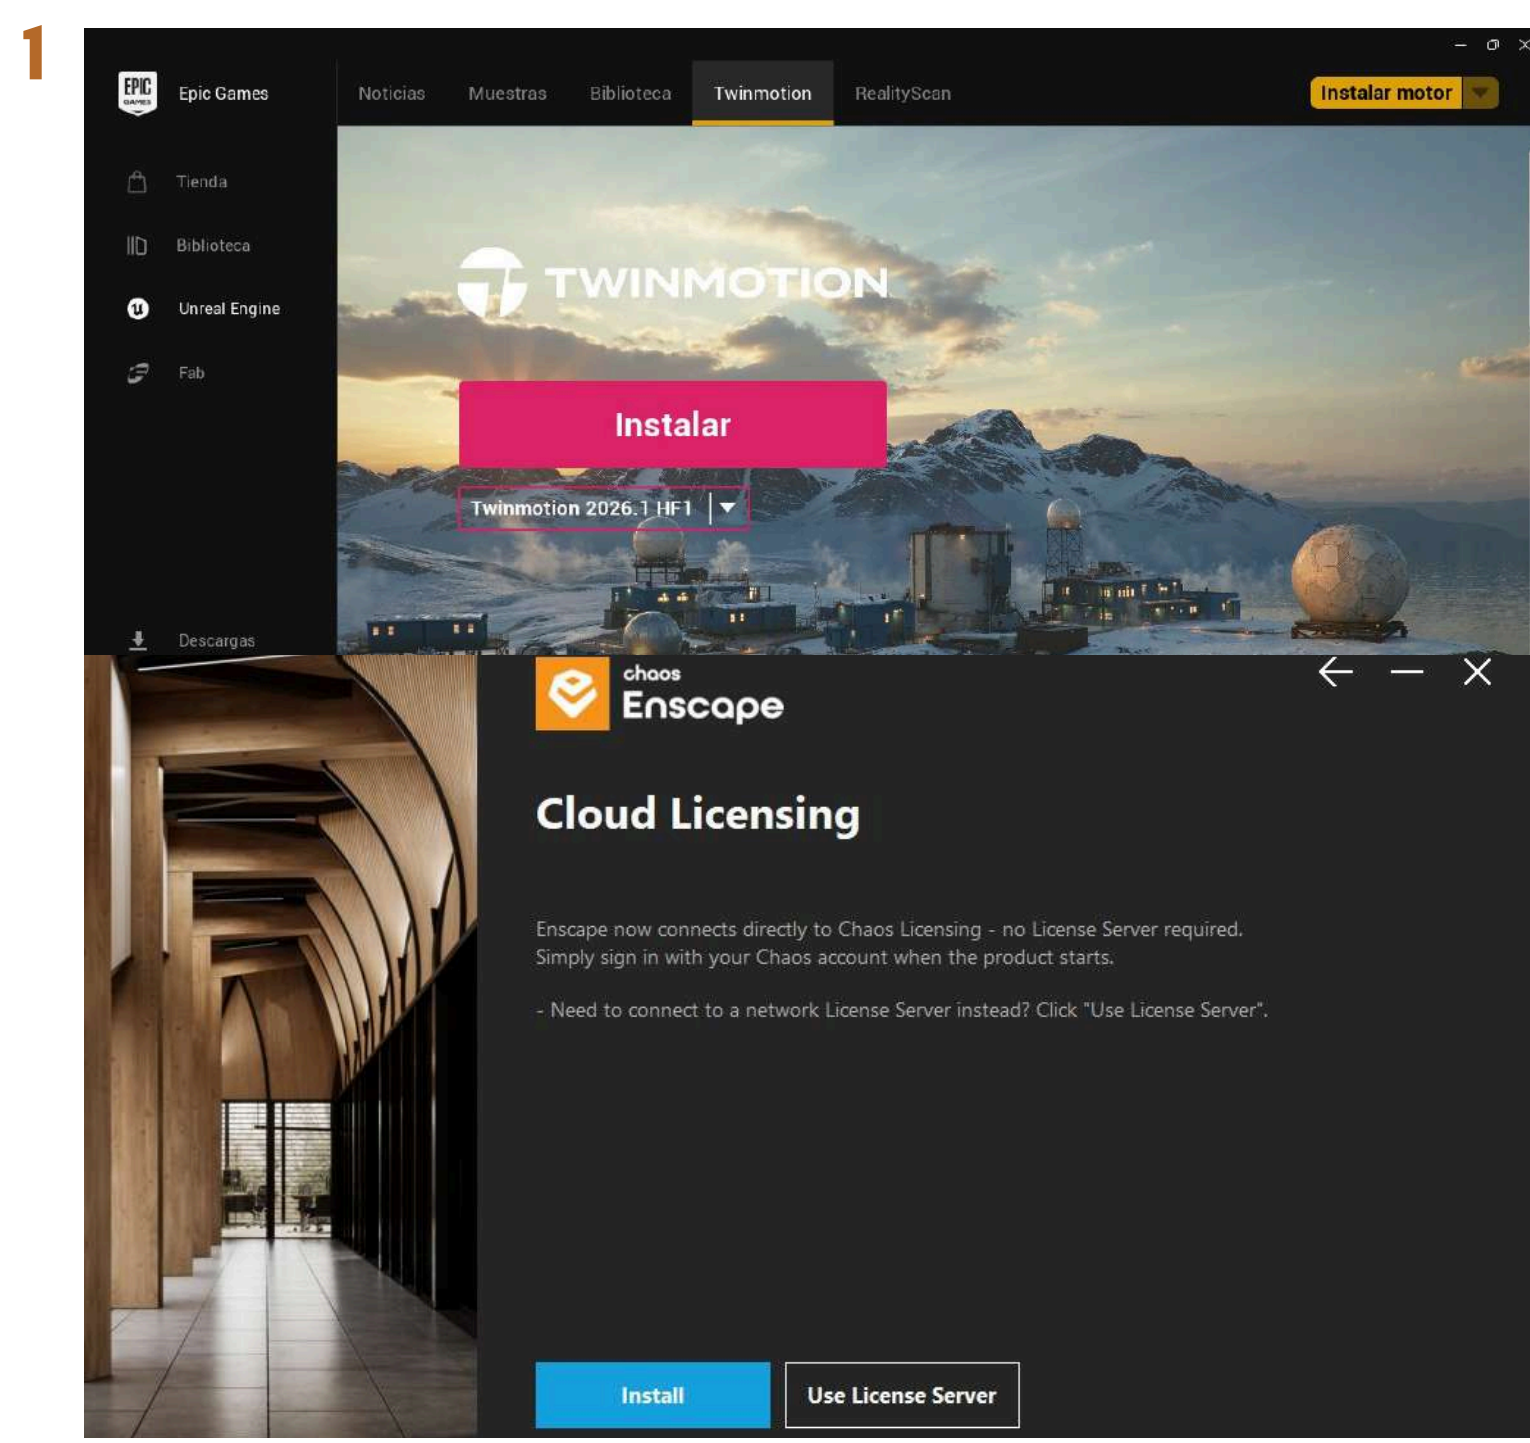 1
EPIC GAMES
Epic Games
Noticias Muestras Biblioteca Twinmotion RealityScan
Instalar motor
Tienda
Biblioteca
Unreal Engine
Fab
Descargas
TWINMOTION
Instalar
Twinmotion 2026.1 HF1
chaos
Enscape
Cloud Licensing
Enscape now connects directly to Chaos Licensing - no License Server required.
Simply sign in with your Chaos account when the product starts.
- Need to connect to a network License Server instead? Click "Use License Server".
Install
Use License Server